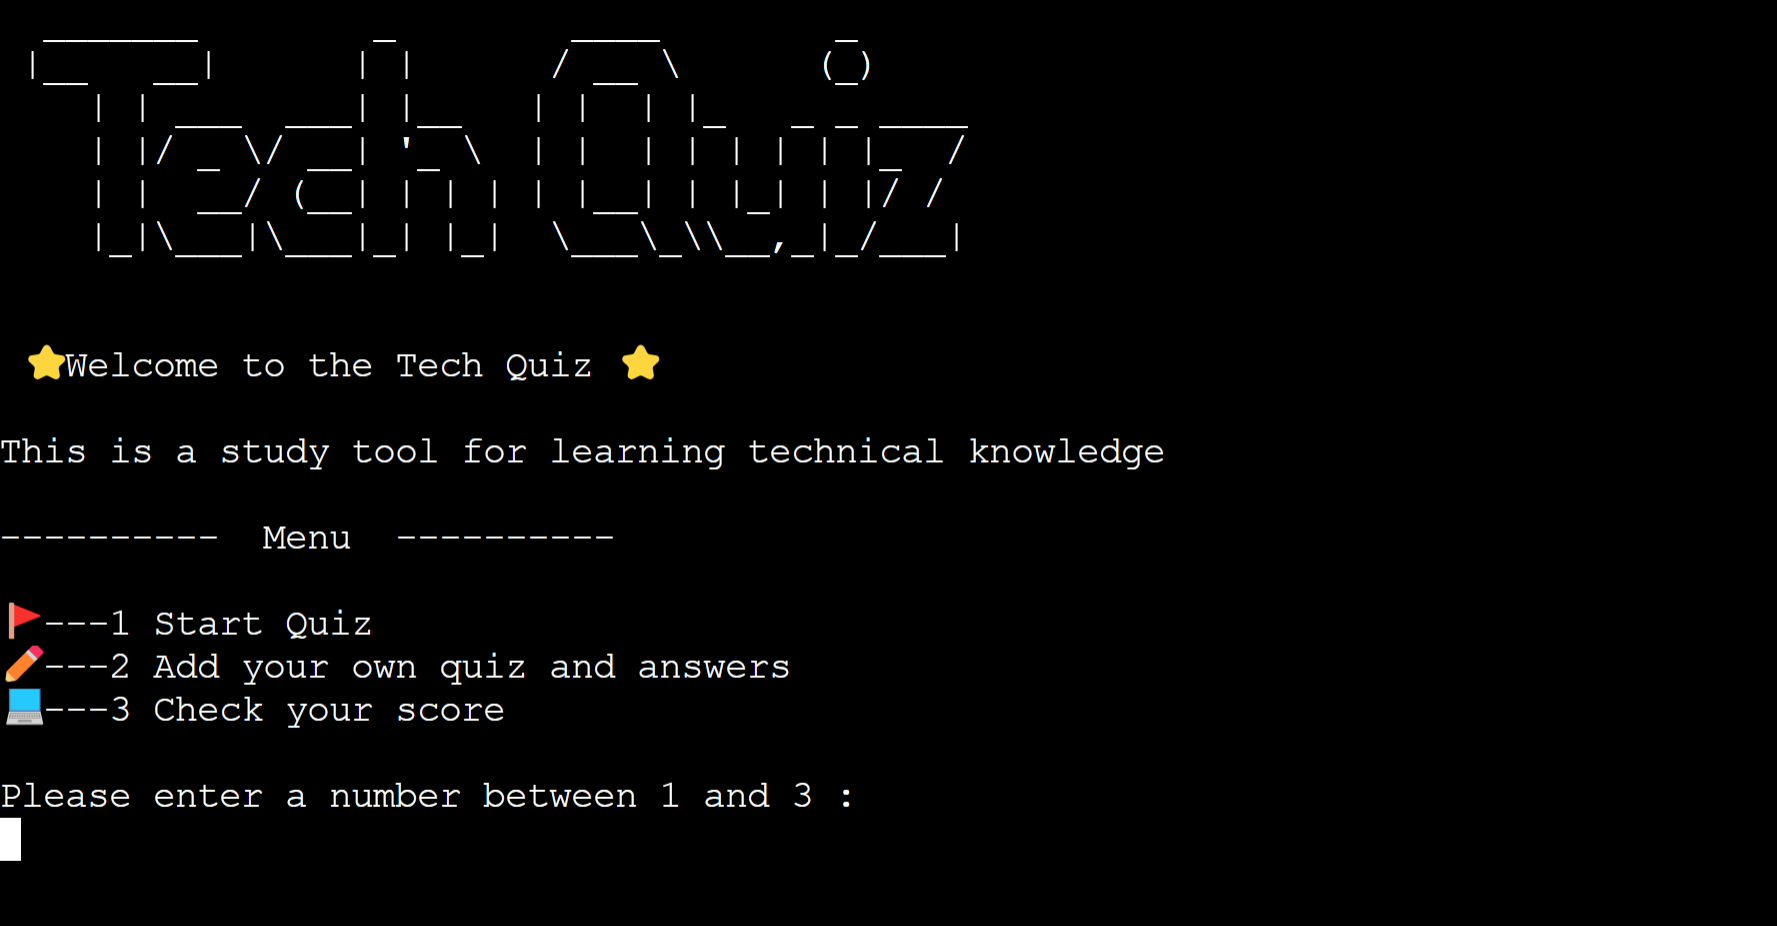 Tech Quiz
⭐Welcome to the Tech Quiz ⭐
This is a study tool for learning technical knowledge
---------- Menu ----------
🚩---1 Start Quiz
✏️---2 Add your own quiz and answers
💻---3 Check your score
Please enter a number between 1 and 3 :